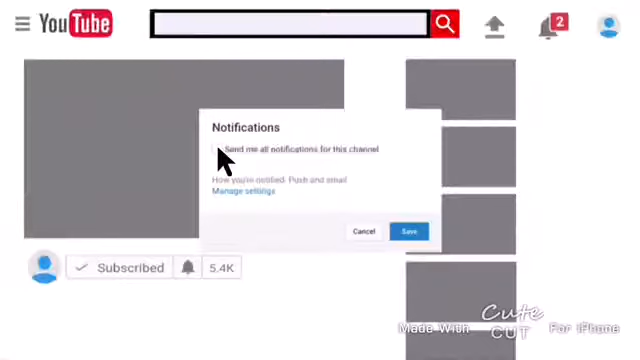 YouTube
2
Notifications
Send me all notifications for this channel
How you're notified: Push and email
Manage settings
Cancel
Save
Subscribed
5.4K
Made With
Cute
CUT
For iPhone